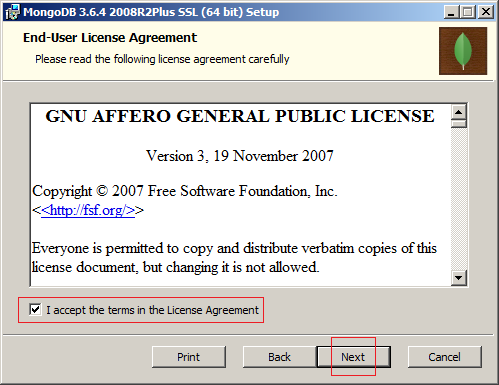 MongoDB 3.6.4 2008R2Plus SSL (64 bit) Setup
End-User License Agreement
Please read the following license agreement carefully
GNU AFFERO GENERAL PUBLIC LICENSE
Version 3, 19 November 2007
Copyright © 2007 Free Software Foundation, Inc.
<<http://fsf.org/>>
Everyone is permitted to copy and distribute verbatim copies of this
license document, but changing it is not allowed.
I accept the terms in the License Agreement
Print Back Next Cancel